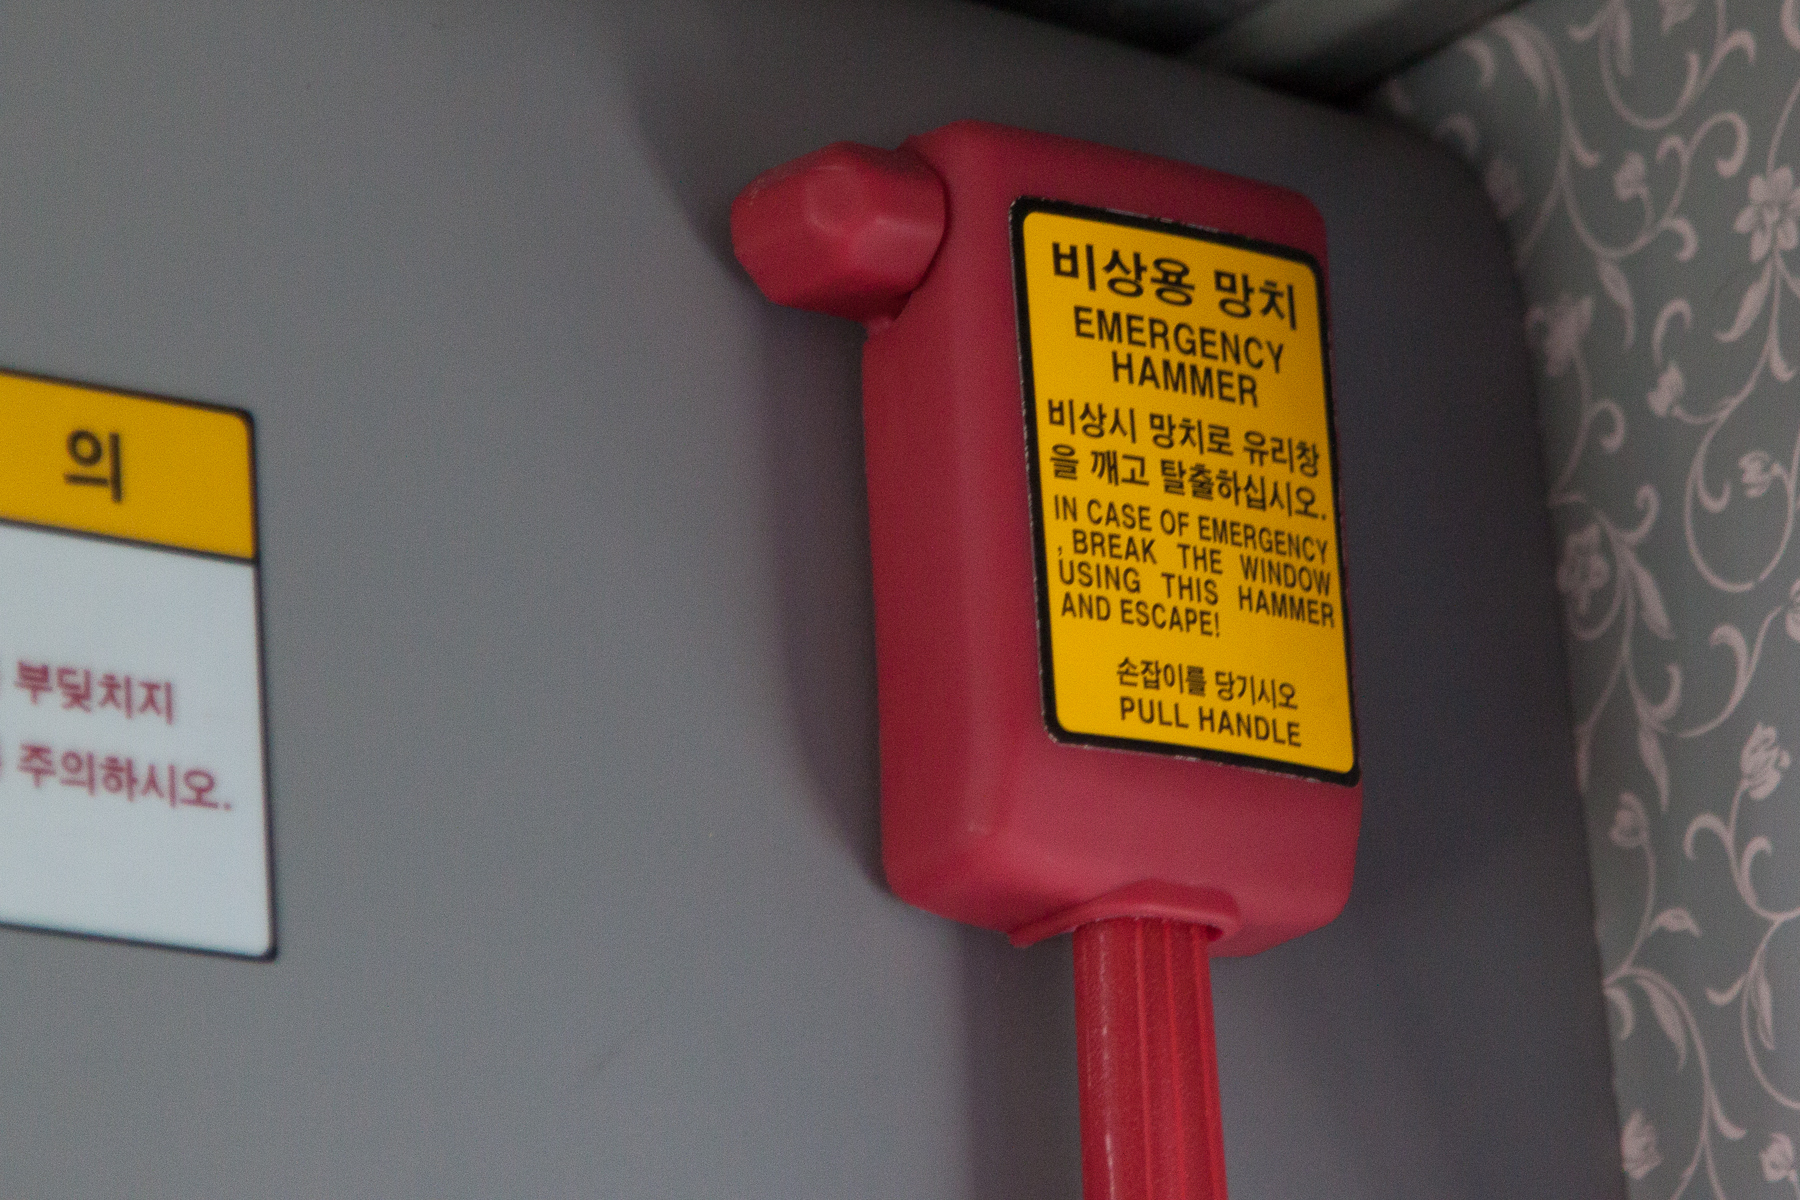 의
부딪치지
주의하시오.
비상용 망치
EMERGENCY
HAMMER
비상시 망치로 유리창
을 깨고 탈출하십시오.
IN CASE OF EMERGENCY
, BREAK THE WINDOW
USING THIS HAMMER
AND ESCAPE!
손잡이를 당기시오
PULL HANDLE